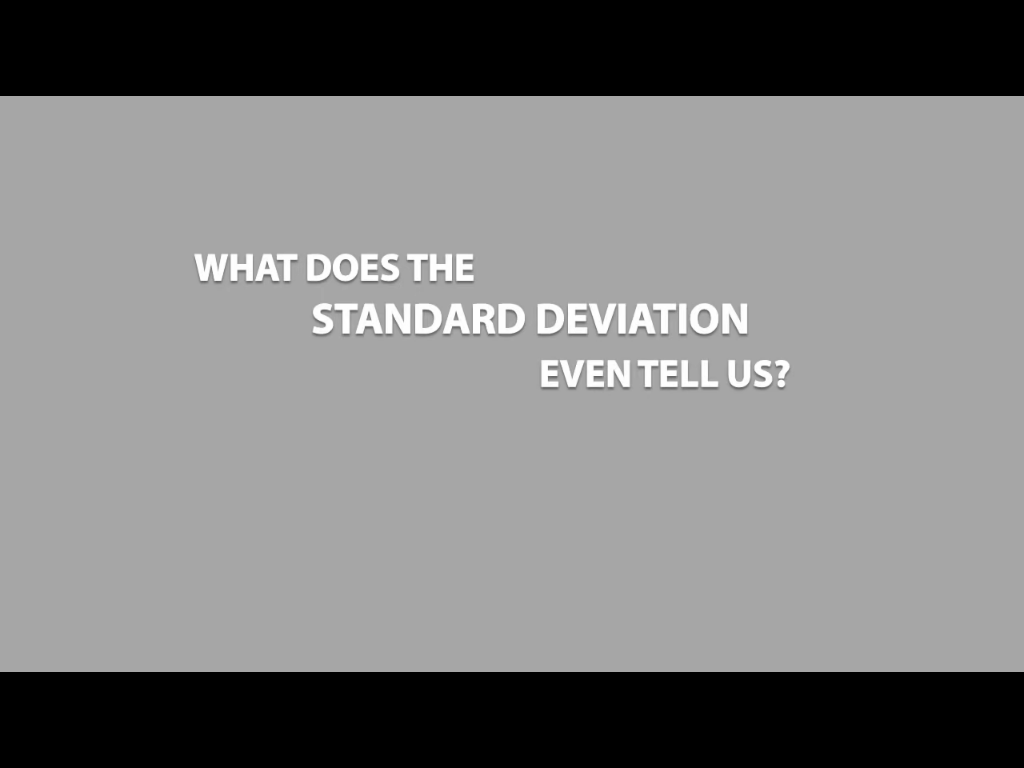 WHAT DOES THE
STANDARD DEVIATION
EVEN TELL US?